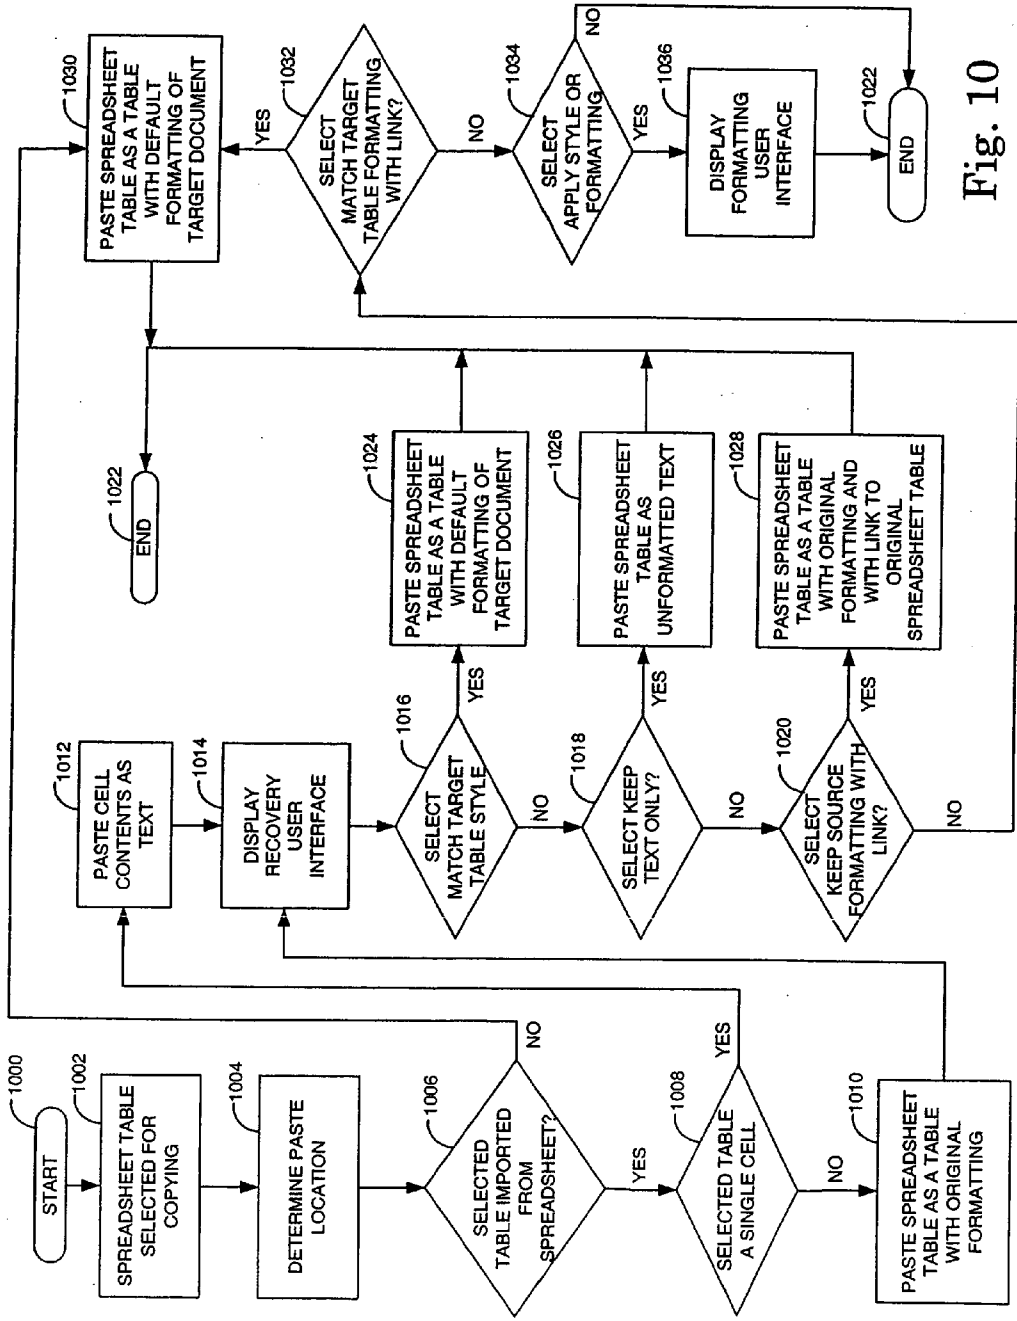 START
1000
SPREADSHEET TABLE
SELECTED FOR
COPYING
1002
DETERMINE PASTE
LOCATION
1004
SELECTED
TABLE IMPORTED
FROM
SPREADSHEET?
1006
NO
YES
SELECTED TABLE
A SINGLE CELL
1008
YES
NO
PASTE SPREADSHEET
TABLE AS A TABLE
WITH ORIGINAL
FORMATTING
1010
PASTE CELL
CONTENTS AS
TEXT
1012
DISPLAY
RECOVERY
USER
INTERFACE
1014
SELECT
MATCH TARGET
TABLE STYLE
1016
YES
NO
SELECT KEEP
TEXT ONLY?
1018
YES
NO
SELECT
KEEP SOURCE
FORMATTING WITH
LINK?
1020
YES
NO
END
1022
PASTE SPREADSHEET
TABLE AS A TABLE
WITH DEFAULT
FORMATTING OF
TARGET DOCUMENT
1024
PASTE SPREADSHEET
TABLE AS
UNFORMATTED TEXT
1026
PASTE SPREADSHEET
TABLE AS A TABLE
WITH ORIGINAL
FORMATTING AND
WITH LINK TO
ORIGINAL
SPREADSHEET TABLE
1028
PASTE SPREADSHEET
TABLE AS A TABLE
WITH DEFAULT
FORMATTING OF
TARGET DOCUMENT
1030
YES
SELECT
MATCH TARGET
TABLE FORMATTING
WITH LINK?
1032
NO
SELECT
APPLY STYLE OR
FORMATTING
1034
NO
YES
DISPLAY
FORMATTING
USER
INTERFACE
1036
END
1022
Fig. 10